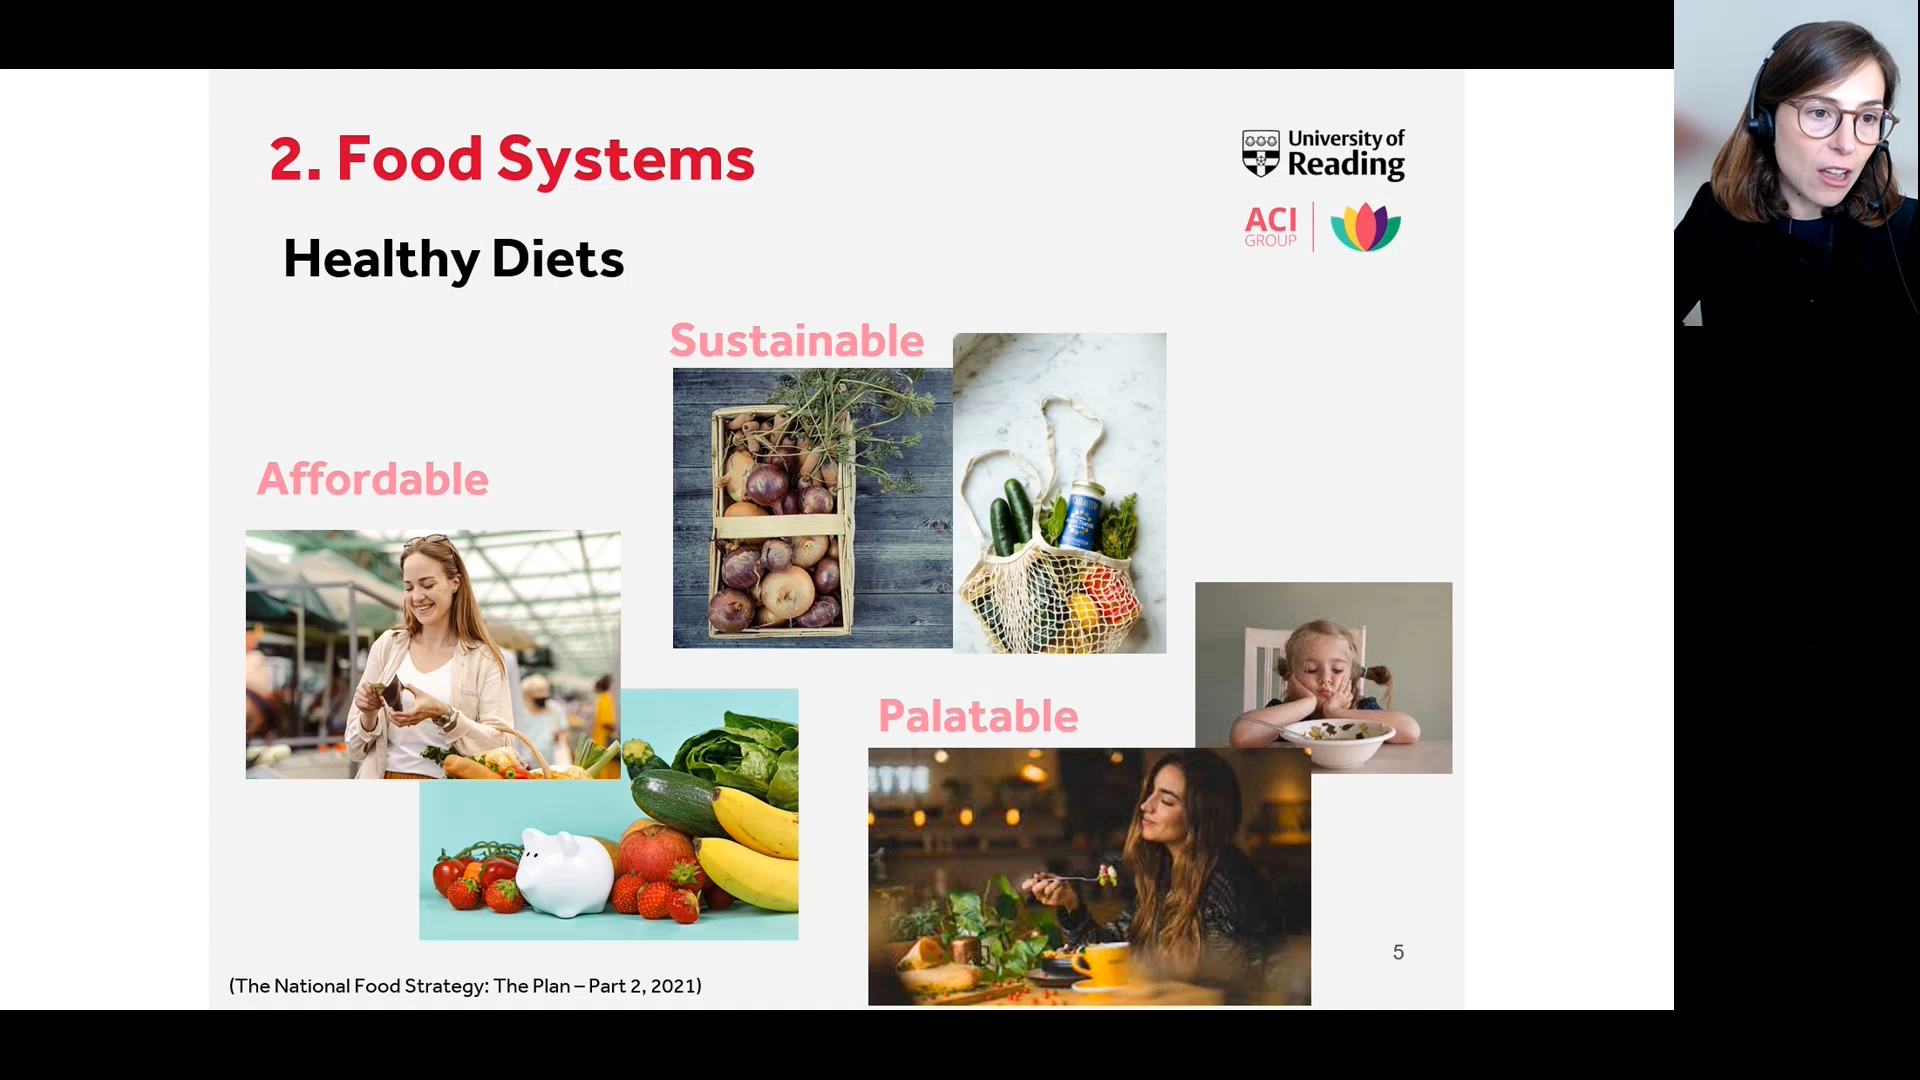 2. Food Systems
University of
Reading
ACI
GROUP
Healthy Diets
Sustainable
Affordable
Palatable
5
(The National Food Strategy: The Plan – Part 2, 2021)